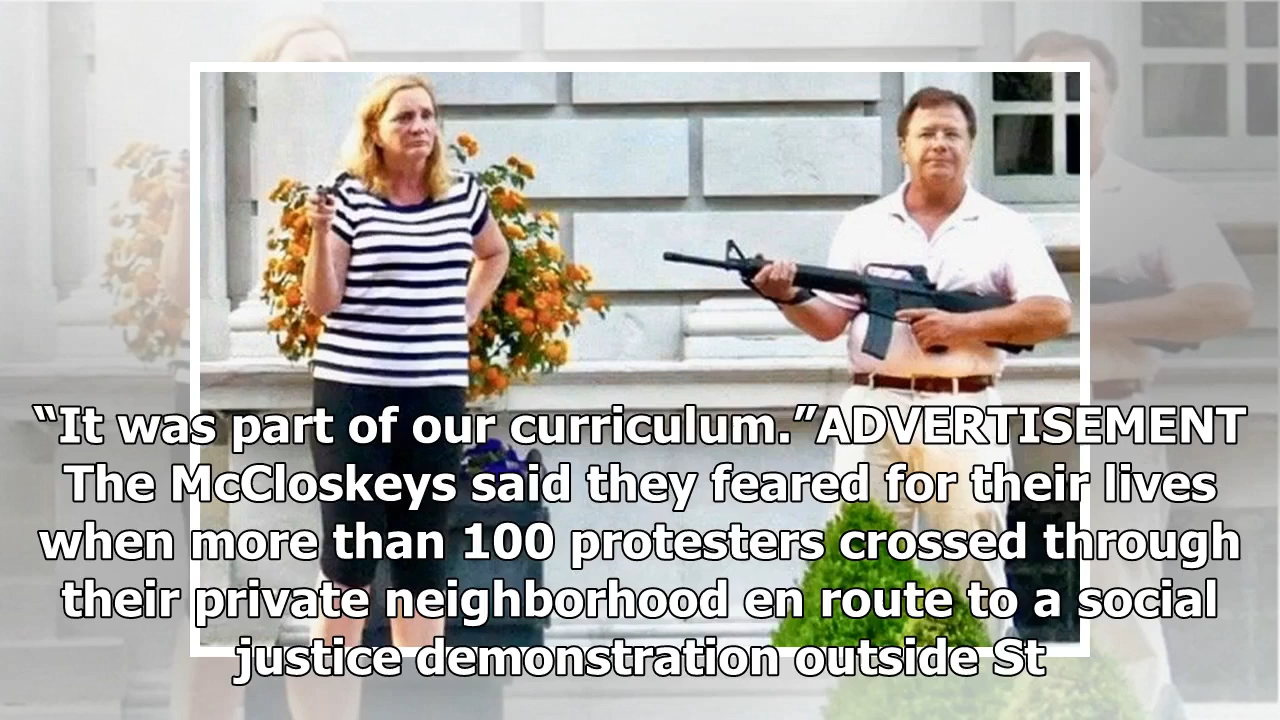 “It was part of our curriculum.”ADVERTISEMENT
The McCloskeys said they feared for their lives
when more than 100 protesters crossed through
their private neighborhood en route to a social
justice demonstration outside St